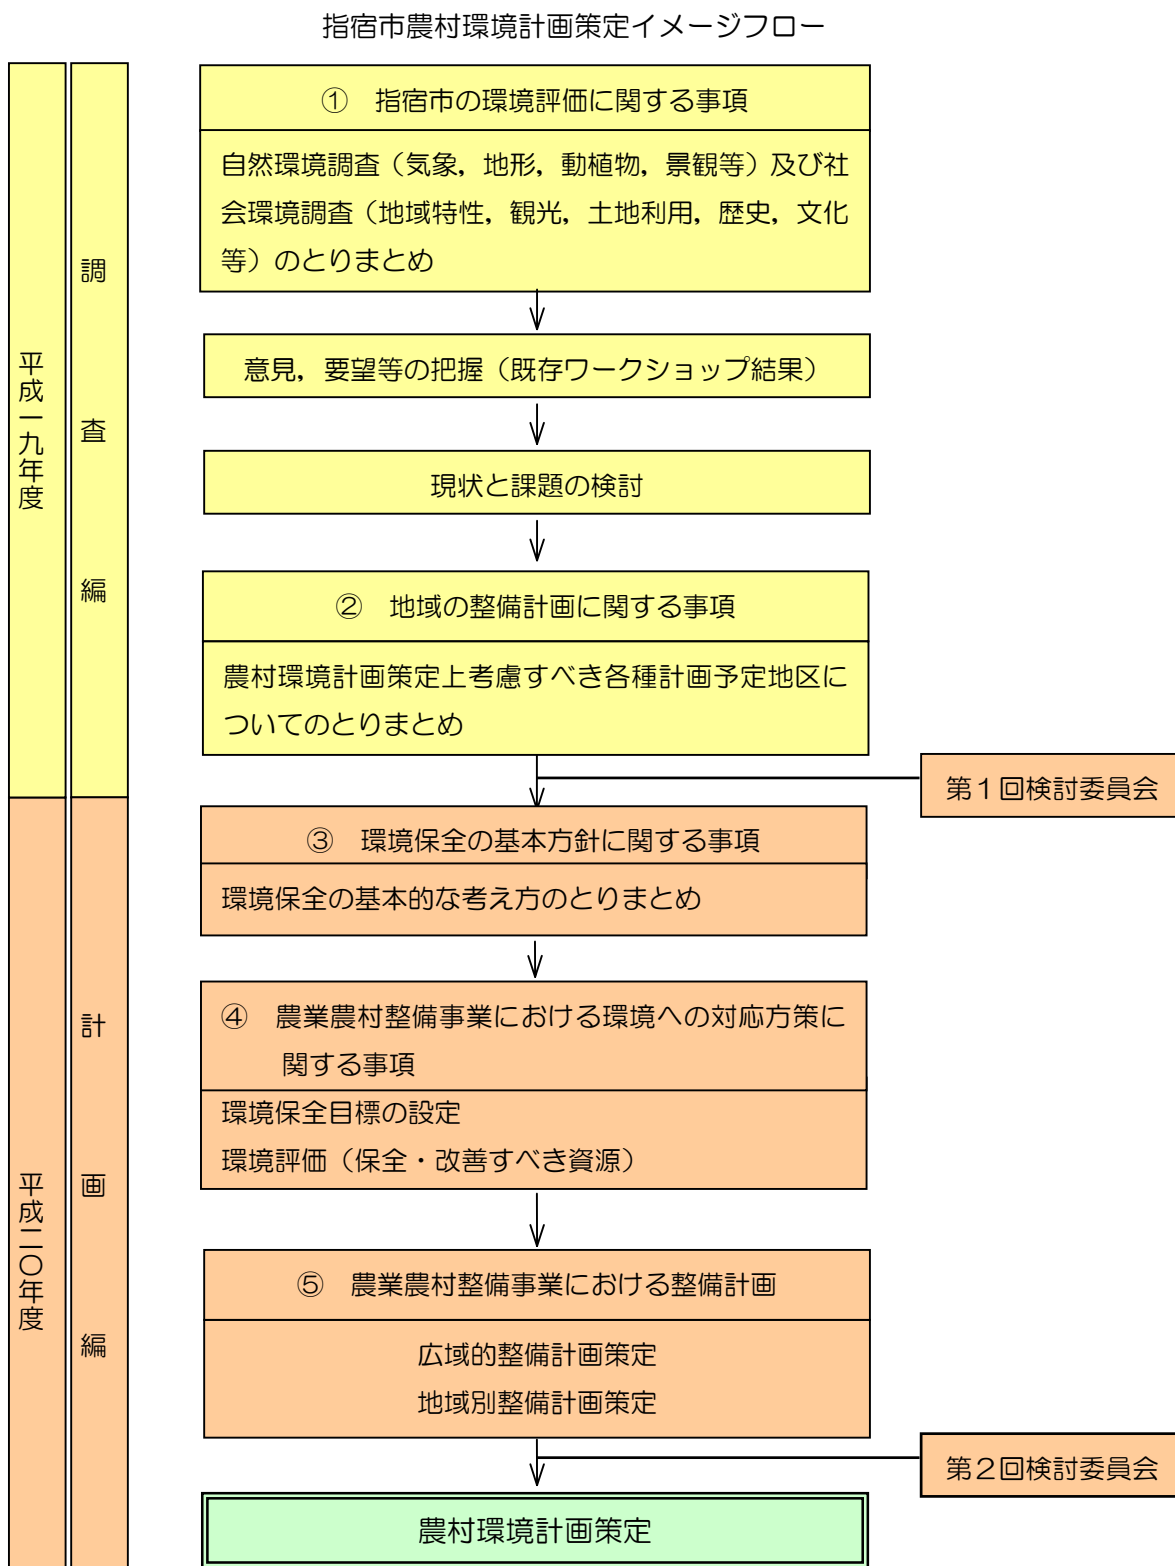 指宿市農村環境計画策定イメージフロー
平成一九年度
調査編
① 指宿市の環境評価に関する事項
自然環境調査（気象，地形，動植物，景観等）及び社
会環境調査（地域特性，観光，土地利用，歴史，文化
等）のとりまとめ
意見，要望等の把握（既存ワークショップ結果）
現状と課題の検討
② 地域の整備計画に関する事項
農村環境計画策定上考慮すべき各種計画予定地区に
ついてのとりまとめ
第１回検討委員会
平成二〇年度
計画編
③ 環境保全の基本方針に関する事項
環境保全の基本的な考え方のとりまとめ
④ 農業農村整備事業における環境への対応方策に
関する事項
環境保全目標の設定
環境評価（保全・改善すべき資源）
⑤ 農業農村整備事業における整備計画
広域的整備計画策定
地域別整備計画策定
第２回検討委員会
農村環境計画策定